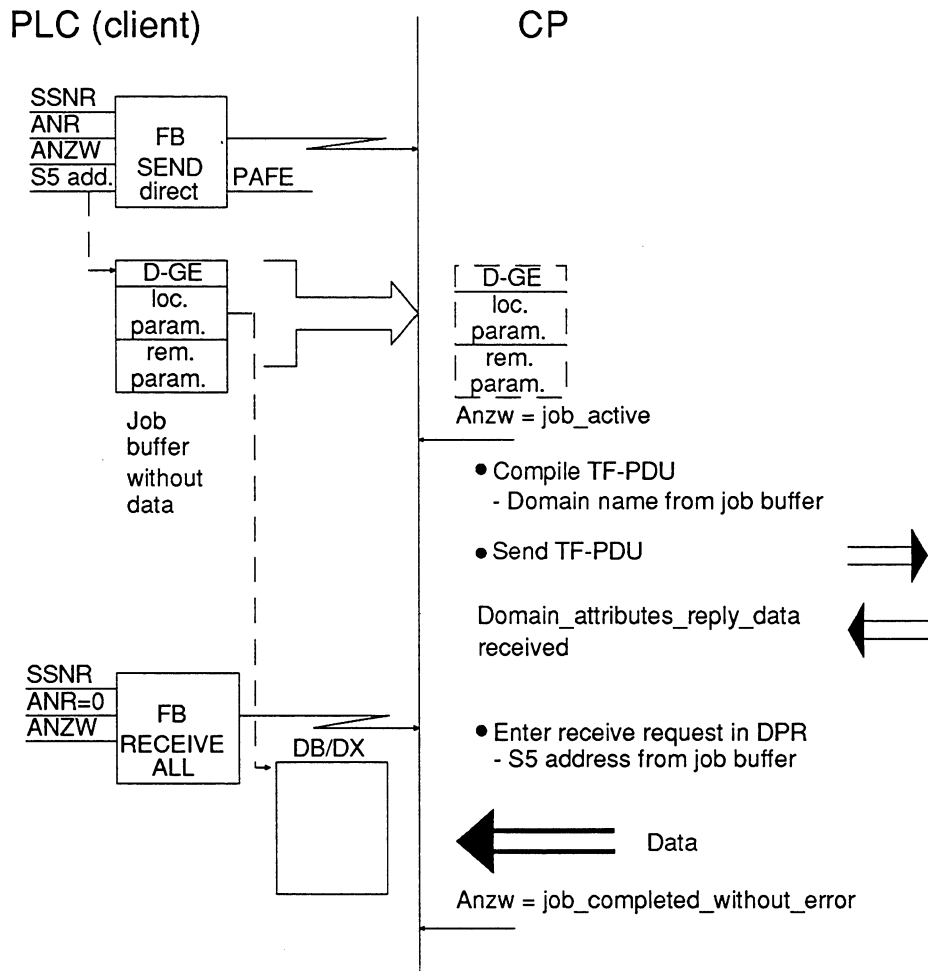 PLC (client)
CP
SSNR
ANR
ANZW
S5 add.
FB
SEND
direct
PAFE
D-GE
loc.
param.
rem.
param.
Job
buffer
without
data
D-GE
loc.
param.
rem.
param.
Anzw = job_active
• Compile TF-PDU
- Domain name from job buffer
• Send TF-PDU
Domain_attributes_reply_data
received
SSNR
ANR=0
ANZW
FB
RECEIVE
ALL
DB/DX
• Enter receive request in DPR
- S5 address from job buffer
Data
Anzw = job_completed_without_error